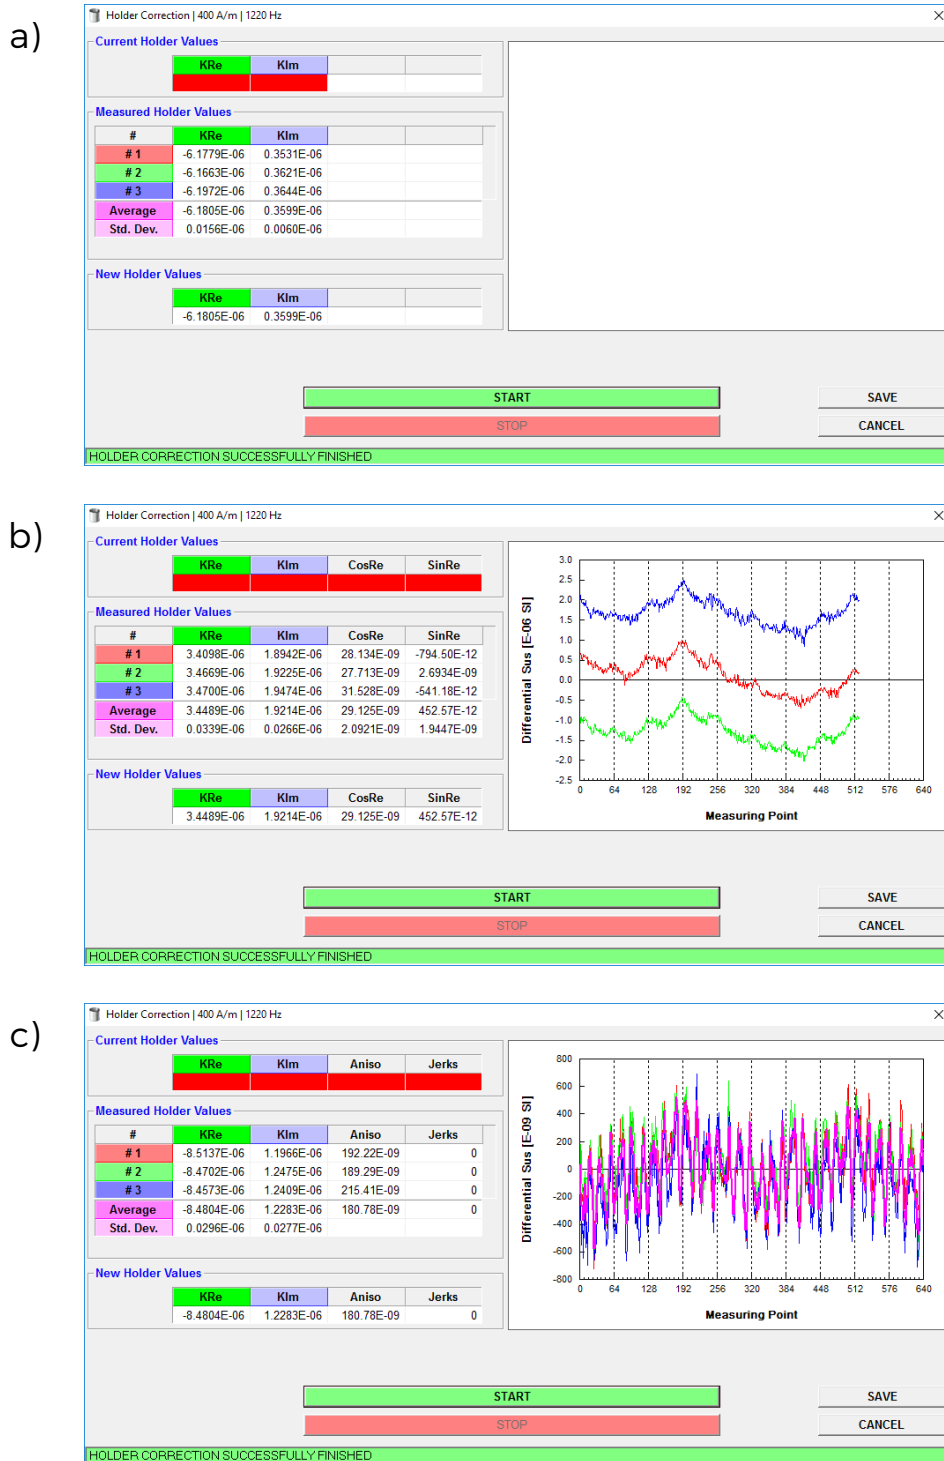 a)
Holder Correction | 400 A/m | 1220 Hz
Current Holder Values
KRe KIm
Measured Holder Values
# KRe KIm
# 1 -6.1779E-06 0.3531E-06
# 2 -6.1663E-06 0.3621E-06
# 3 -6.1972E-06 0.3644E-06
Average -6.1805E-06 0.3599E-06
Std. Dev. 0.0156E-06 0.0060E-06
New Holder Values
KRe KIm
-6.1805E-06 0.3599E-06
START SAVE
STOP CANCEL
HOLDER CORRECTION SUCCESSFULLY FINISHED
b)
Holder Correction | 400 A/m | 1220 Hz
Current Holder Values
KRe KIm CosRe SinRe
Measured Holder Values
# KRe KIm CosRe SinRe
# 1 3.4098E-06 1.8942E-06 28.134E-09 -794.50E-12
# 2 3.4669E-06 1.9225E-06 27.713E-09 2.6934E-09
# 3 3.4700E-06 1.9474E-06 31.528E-09 -541.18E-12
Average 3.4489E-06 1.9214E-06 29.125E-09 452.57E-12
Std. Dev. 0.0339E-06 0.0266E-06 2.0921E-09 1.9447E-09
New Holder Values
KRe KIm CosRe SinRe
3.4489E-06 1.9214E-06 29.125E-09 452.57E-12
Differential Sus [E-06 SI]
3.0
2.5
2.0
1.5
1.0
0.5
0.0
-0.5
-1.0
-1.5
-2.0
-2.5
0 64 128 192 256 320 384 448 512 576 640
Measuring Point
START SAVE
STOP CANCEL
HOLDER CORRECTION SUCCESSFULLY FINISHED
c)
Holder Correction | 400 A/m | 1220 Hz
Current Holder Values
KRe KIm Aniso Jerks
Measured Holder Values
# KRe KIm Aniso Jerks
# 1 -8.5137E-06 1.1966E-06 192.22E-09 0
# 2 -8.4702E-06 1.2475E-06 189.29E-09 0
# 3 -8.4573E-06 1.2409E-06 215.41E-09 0
Average -8.4804E-06 1.2283E-06 180.78E-09 0
Std. Dev. 0.0296E-06 0.0277E-06
New Holder Values
KRe KIm Aniso Jerks
-8.4804E-06 1.2283E-06 180.78E-09 0
Differential Sus [E-09 SI]
800
600
400
200
0
-200
-400
-600
-800
0 64 128 192 256 320 384 448 512 576 640
Measuring Point
START SAVE
STOP CANCEL
HOLDER CORRECTION SUCCESSFULLY FINISHED